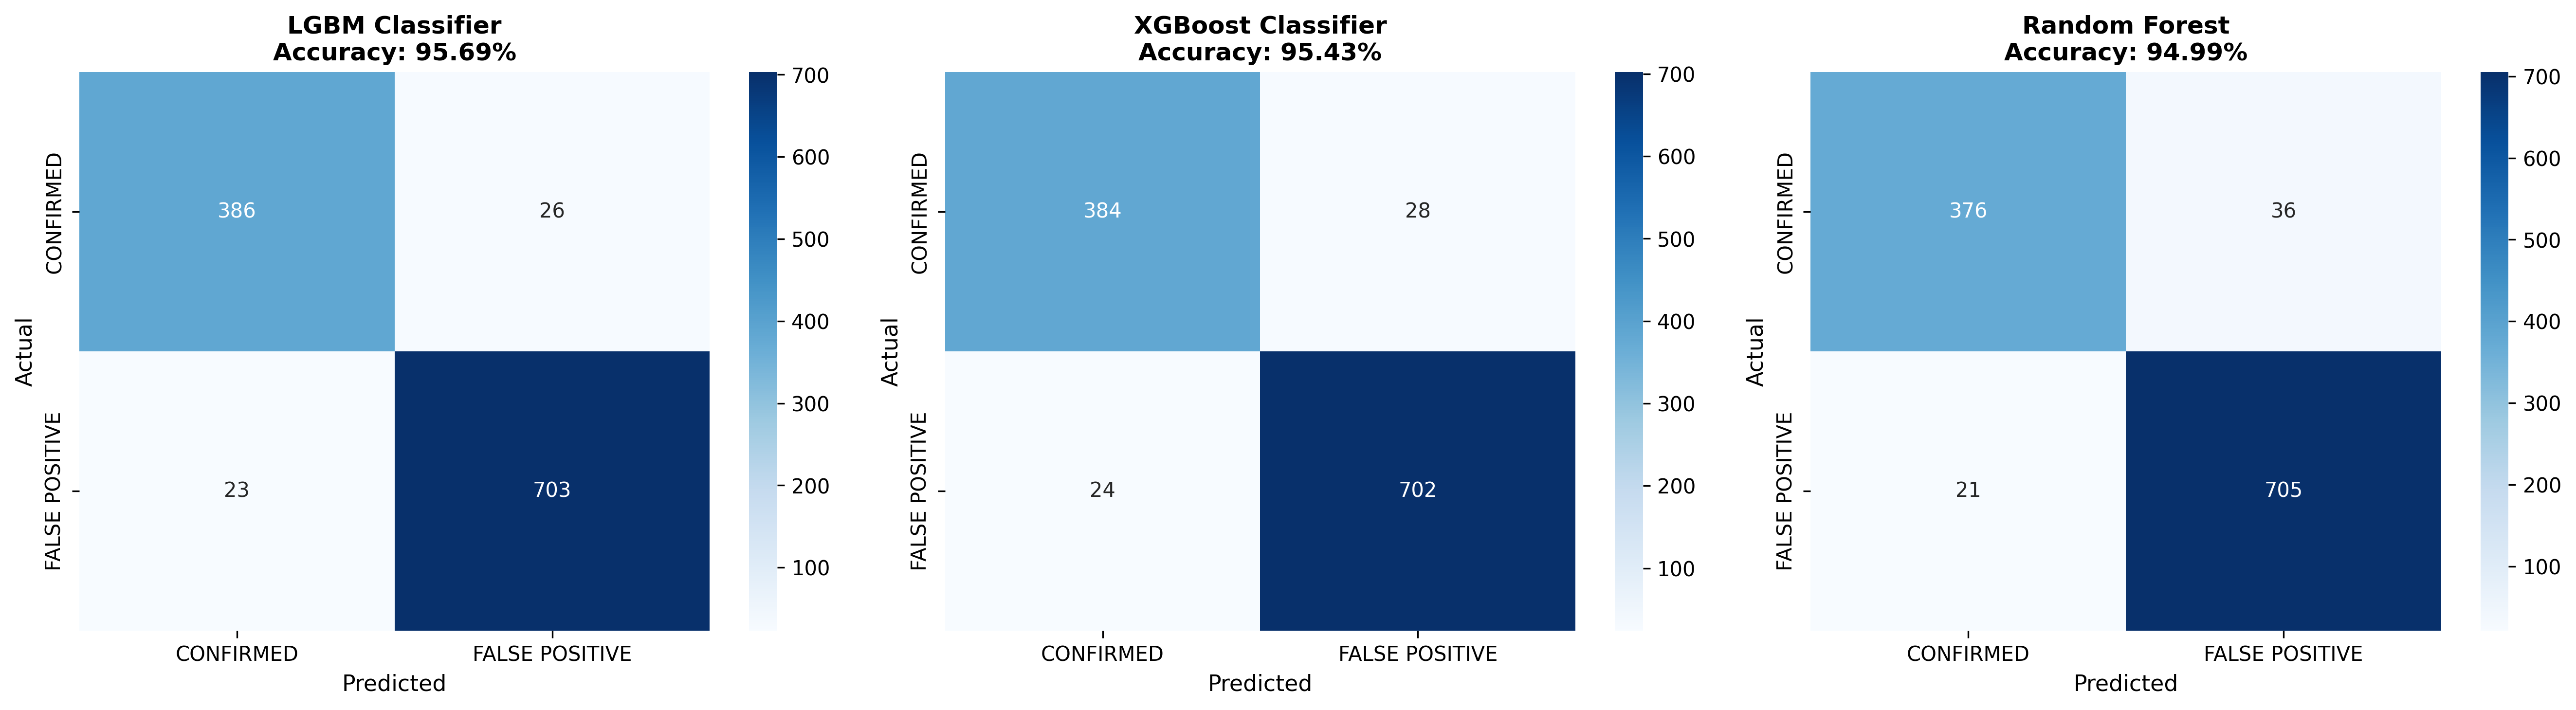 LGBM Classifier
Accuracy: 95.69%
CONFIRMED
FALSE POSITIVE
Actual
386
26
23
703
CONFIRMED
FALSE POSITIVE
Predicted
700
600
500
400
300
200
100
XGBoost Classifier
Accuracy: 95.43%
CONFIRMED
FALSE POSITIVE
Actual
384
28
24
702
CONFIRMED
FALSE POSITIVE
Predicted
700
600
500
400
300
200
100
Random Forest
Accuracy: 94.99%
CONFIRMED
FALSE POSITIVE
Actual
376
36
21
705
CONFIRMED
FALSE POSITIVE
Predicted
700
600
500
400
300
200
100